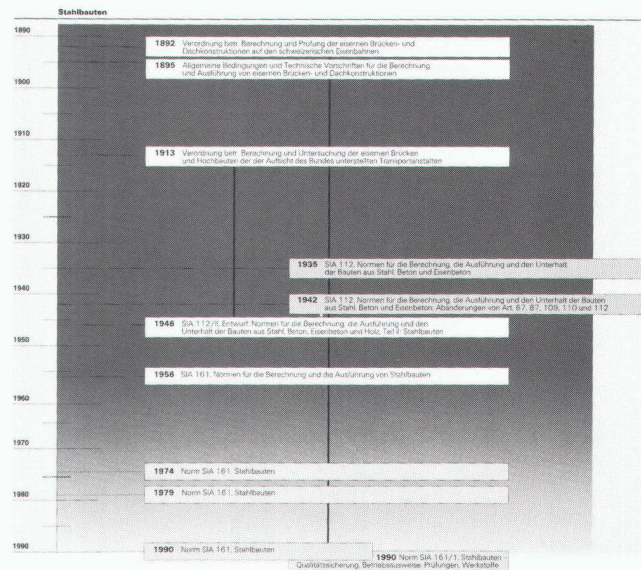 Stahlbauten
1890
1892 Verordnung betr. Berechnung und Prüfung der eisernen Brücken- und
Dachkonstruktionen auf den schweizerischen Eisenbahnen
1895 Allgemeine Bedingungen und Technische Vorschriften für die Berechnung
und Ausführung von eisernen Brücken- und Dachkonstruktionen
1900
1910
1913 Verordnung betr. Berechnung und Untersuchung der eisernen Brücken
und Hochbauten der der Aufsicht des Bundes unterstellten Transportanstalten
1920
1930
1935 SIA 112, Normen für die Berechnung, die Ausführung und den Unterhalt
der Bauten aus Stahl, Beton und Eisenbeton
1940
1942 SIA 112, Normen für die Berechnung, die Ausführung und den Unterhalt der Bauten
aus Stahl, Beton und Eisenbeton. Abänderungen von Art. 67, 87, 109, 110 und 112
1946 SIA 112/II, Entwurf. Normen für die Berechnung, die Ausführung und den
Unterhalt der Bauten aus Stahl, Beton, Eisenbeton und Holz, Teil II: Stahlbauten
1950
1956 SIA 161, Normen für die Berechnung und die Ausführung von Stahlbauten
1960
1970
1974 Norm SIA 161, Stahlbauten
1979 Norm SIA 161, Stahlbauten
1980
1990
1990 Norm SIA 161, Stahlbauten
1990 Norm SIA 161/1, Stahlbauten
Qualitätssicherung, Betriebsausweise, Prüfungen, Werkstoffe